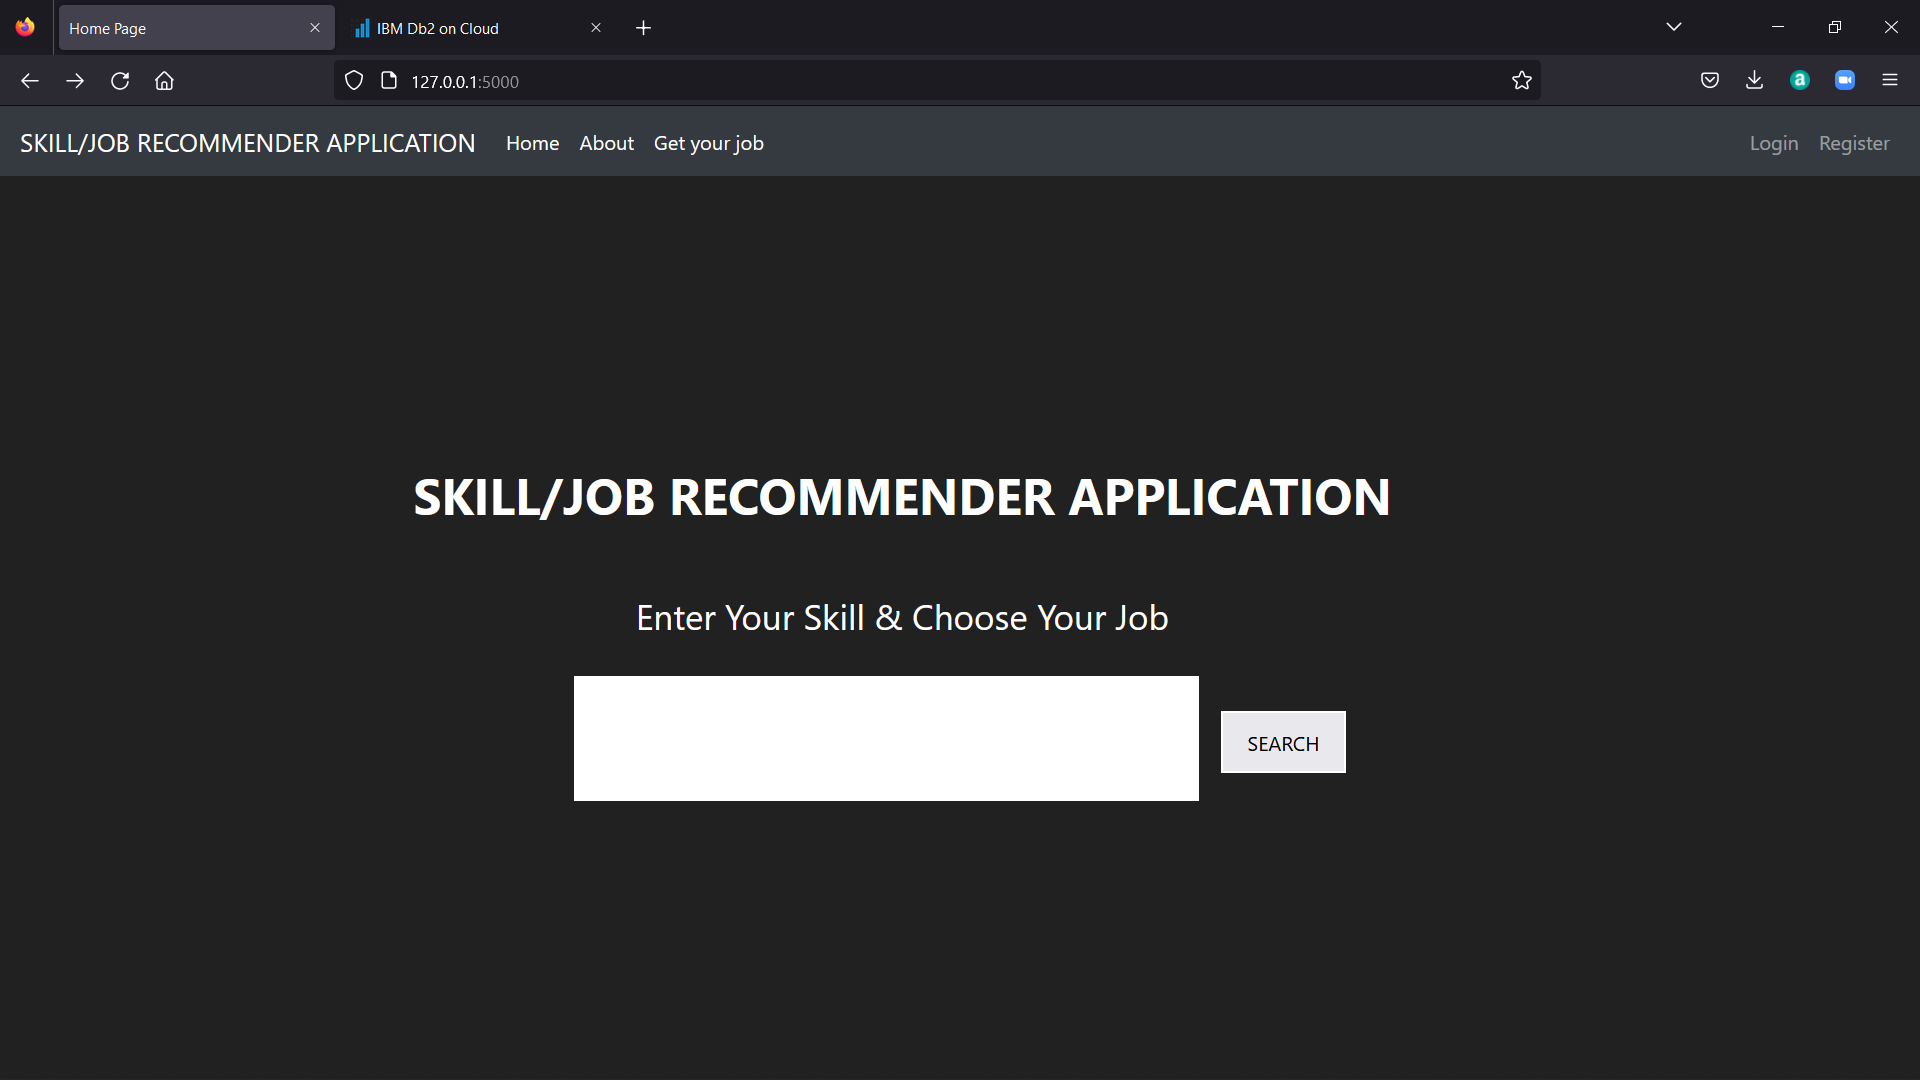 Home Page
IBM Db2 on Cloud
127.0.0.1:5000
SKILL/JOB RECOMMENDER APPLICATION Home About Get your job Login Register
SKILL/JOB RECOMMENDER APPLICATION
Enter Your Skill & Choose Your Job
SEARCH